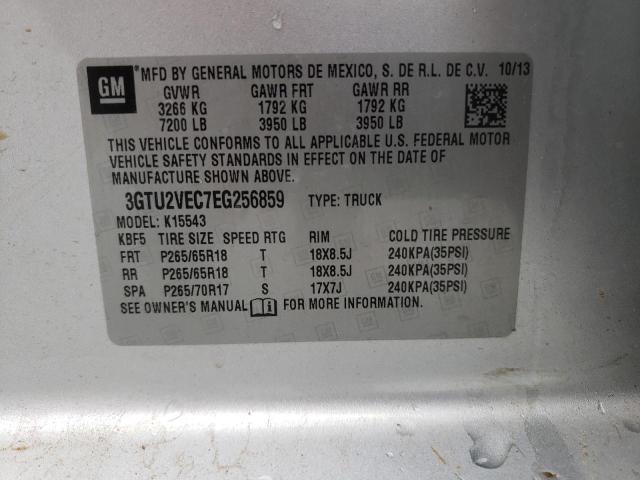 GM *MFD BY GENERAL MOTORS DE MEXICO, S. DE R.L. DE C.V. 10/13
GVWR GAWR FRT GAWR RR
3266 KG 1792 KG 1792 KG
7200 LB 3950 LB 3950 LB
THIS VEHICLE CONFORMS TO ALL APPLICABLE U.S. FEDERAL MOTOR
VEHICLE SAFETY STANDARDS IN EFFECT ON THE DATE OF
MANUFACTURE SHOWN ABOVE.
3GTU2VEC7EG256859 TYPE: TRUCK
MODEL: K15543
KBF5 TIRE SIZE SPEED RTG RIM COLD TIRE PRESSURE
FRT P265/65R18 T 18X8.5J 240KPA(35PSI)
RR P265/65R18 T 18X8.5J 240KPA(35PSI)
SPA P265/70R17 S 17X7J 240KPA(35PSI)
SEE OWNER'S MANUAL FOR MORE INFORMATION.